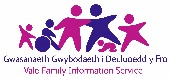 Gwasanaeth Gwybodaeth i Deuluoedd y Fro
Vale Family Information Service